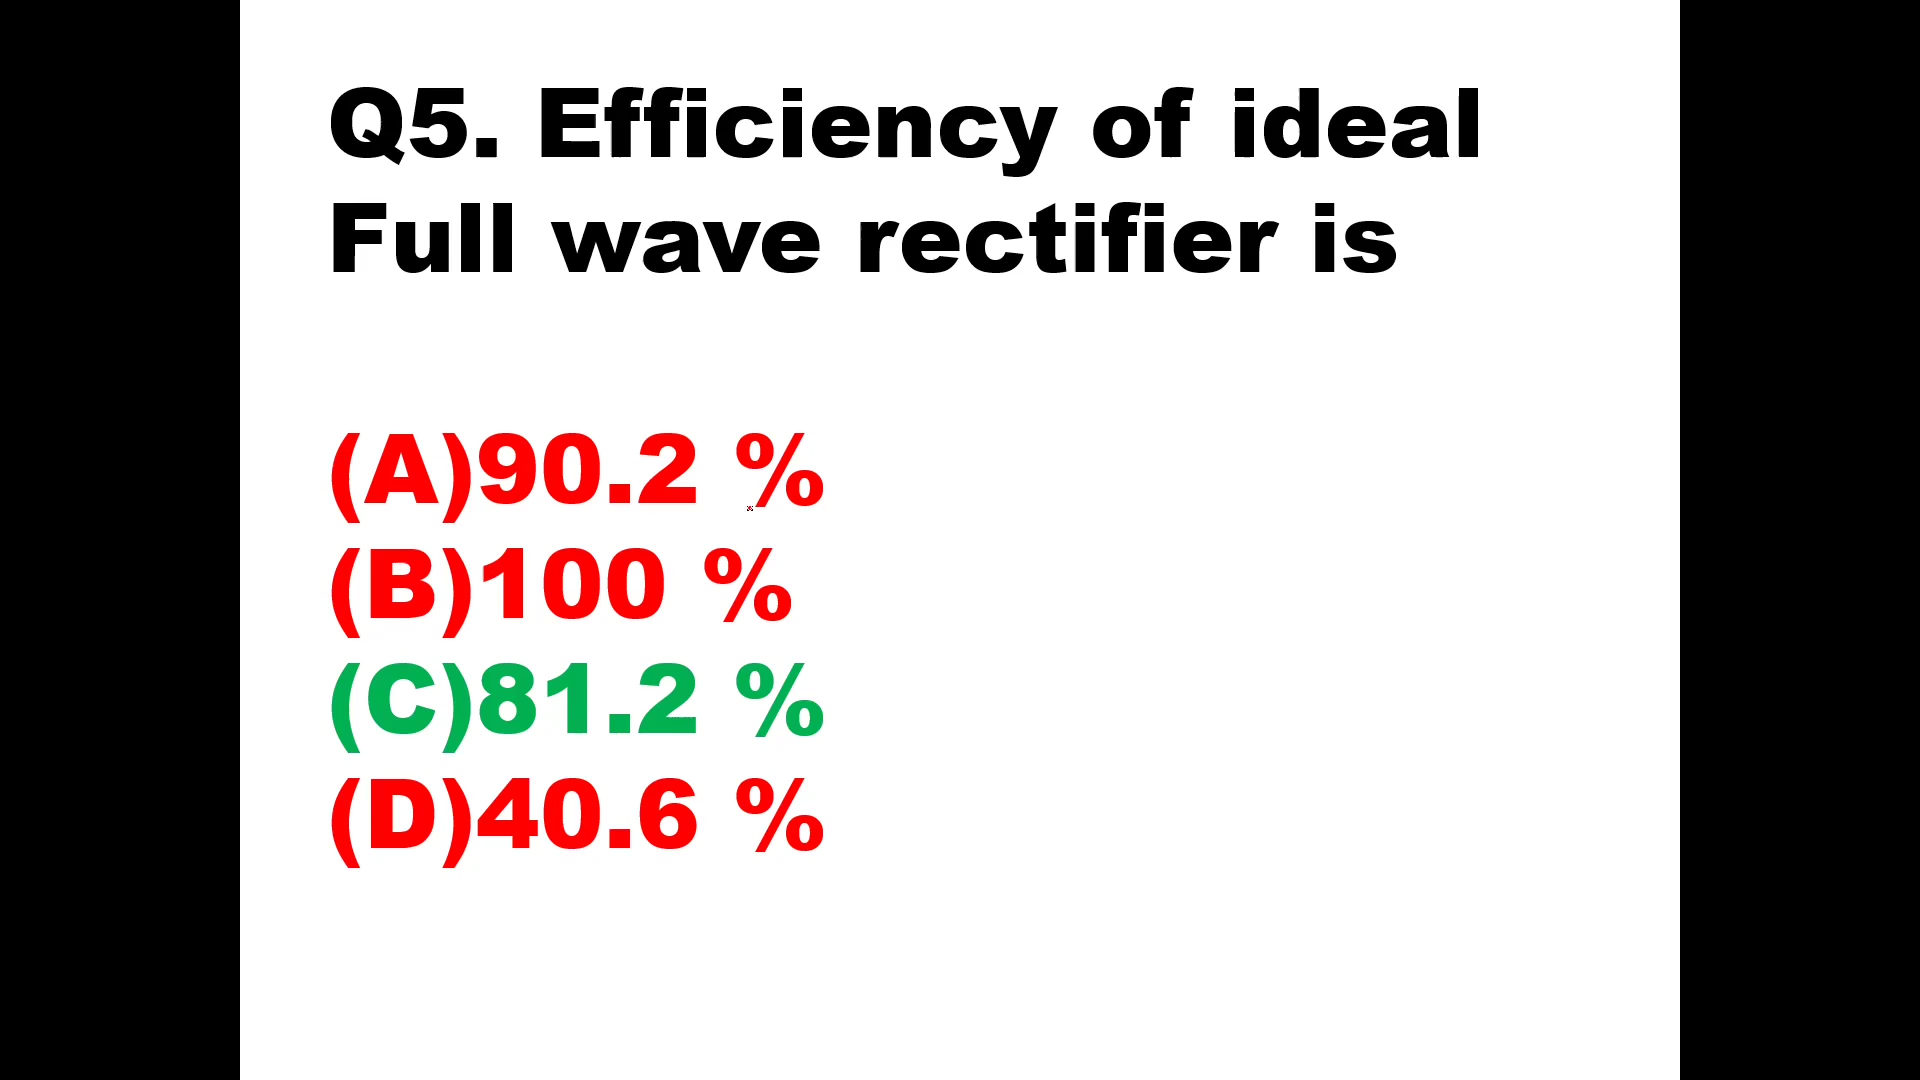 Q5. Efficiency of ideal
Full wave rectifier is
(A)90.2 %
(B)100 %
(C)81.2 %
(D)40.6 %